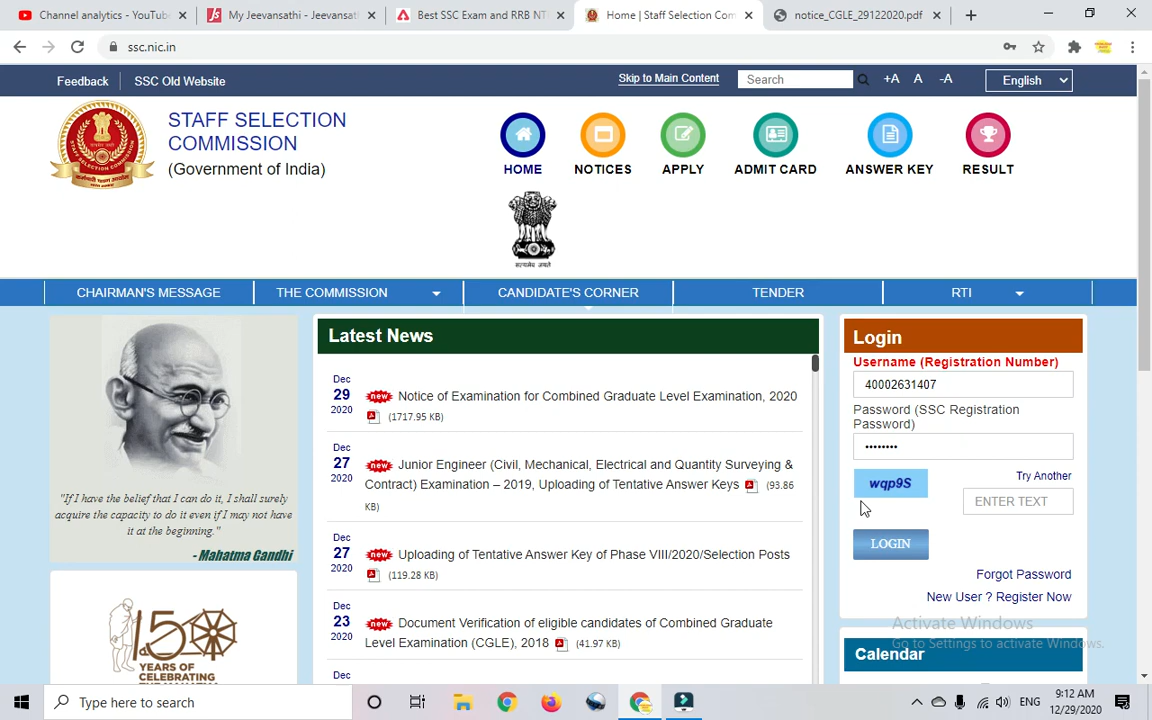 Channel analytics - YouTub
My Jeevansathi - Jeevansath
Best SSC Exam and RRB NT
Home | Staff Selection Com
notice_CGLE_29122020.pdf
ssc.nic.in
Feedback
SSC Old Website
Skip to Main Content
Search
+A A -A
English
STAFF SELECTION
COMMISSION
(Government of India)
HOME
NOTICES
APPLY
ADMIT CARD
ANSWER KEY
RESULT
सत्यमेव जयते
CHAIRMAN'S MESSAGE
THE COMMISSION
CANDIDATE'S CORNER
TENDER
RTI
"If I have the belief that I can do it, I shall surely
acquire the capacity to do it even if I may not have
it at the beginning."
- Mahatma Gandhi
150
YEARS OF
CELEBRATING
Latest News
Dec
29
2020
new Notice of Examination for Combined Graduate Level Examination, 2020
(1717.95 KB)
Dec
27
2020
new Junior Engineer (Civil, Mechanical, Electrical and Quantity Surveying &
Contract) Examination – 2019, Uploading of Tentative Answer Keys (93.86
KB)
Dec
27
2020
new Uploading of Tentative Answer Key of Phase VIII/2020/Selection Posts
(119.28 KB)
Dec
23
2020
new Document Verification of eligible candidates of Combined Graduate
Level Examination (CGLE), 2018 (41.97 KB)
Dec
Login
Username (Registration Number)
40002631407
Password (SSC Registration
Password)
••••••••
wqp9S
Try Another
ENTER TEXT
LOGIN
Forgot Password
New User ? Register Now
Activate Windows
Go to Settings to activate Windows.
Calendar
Type here to search
ENG
9:12 AM
12/29/2020